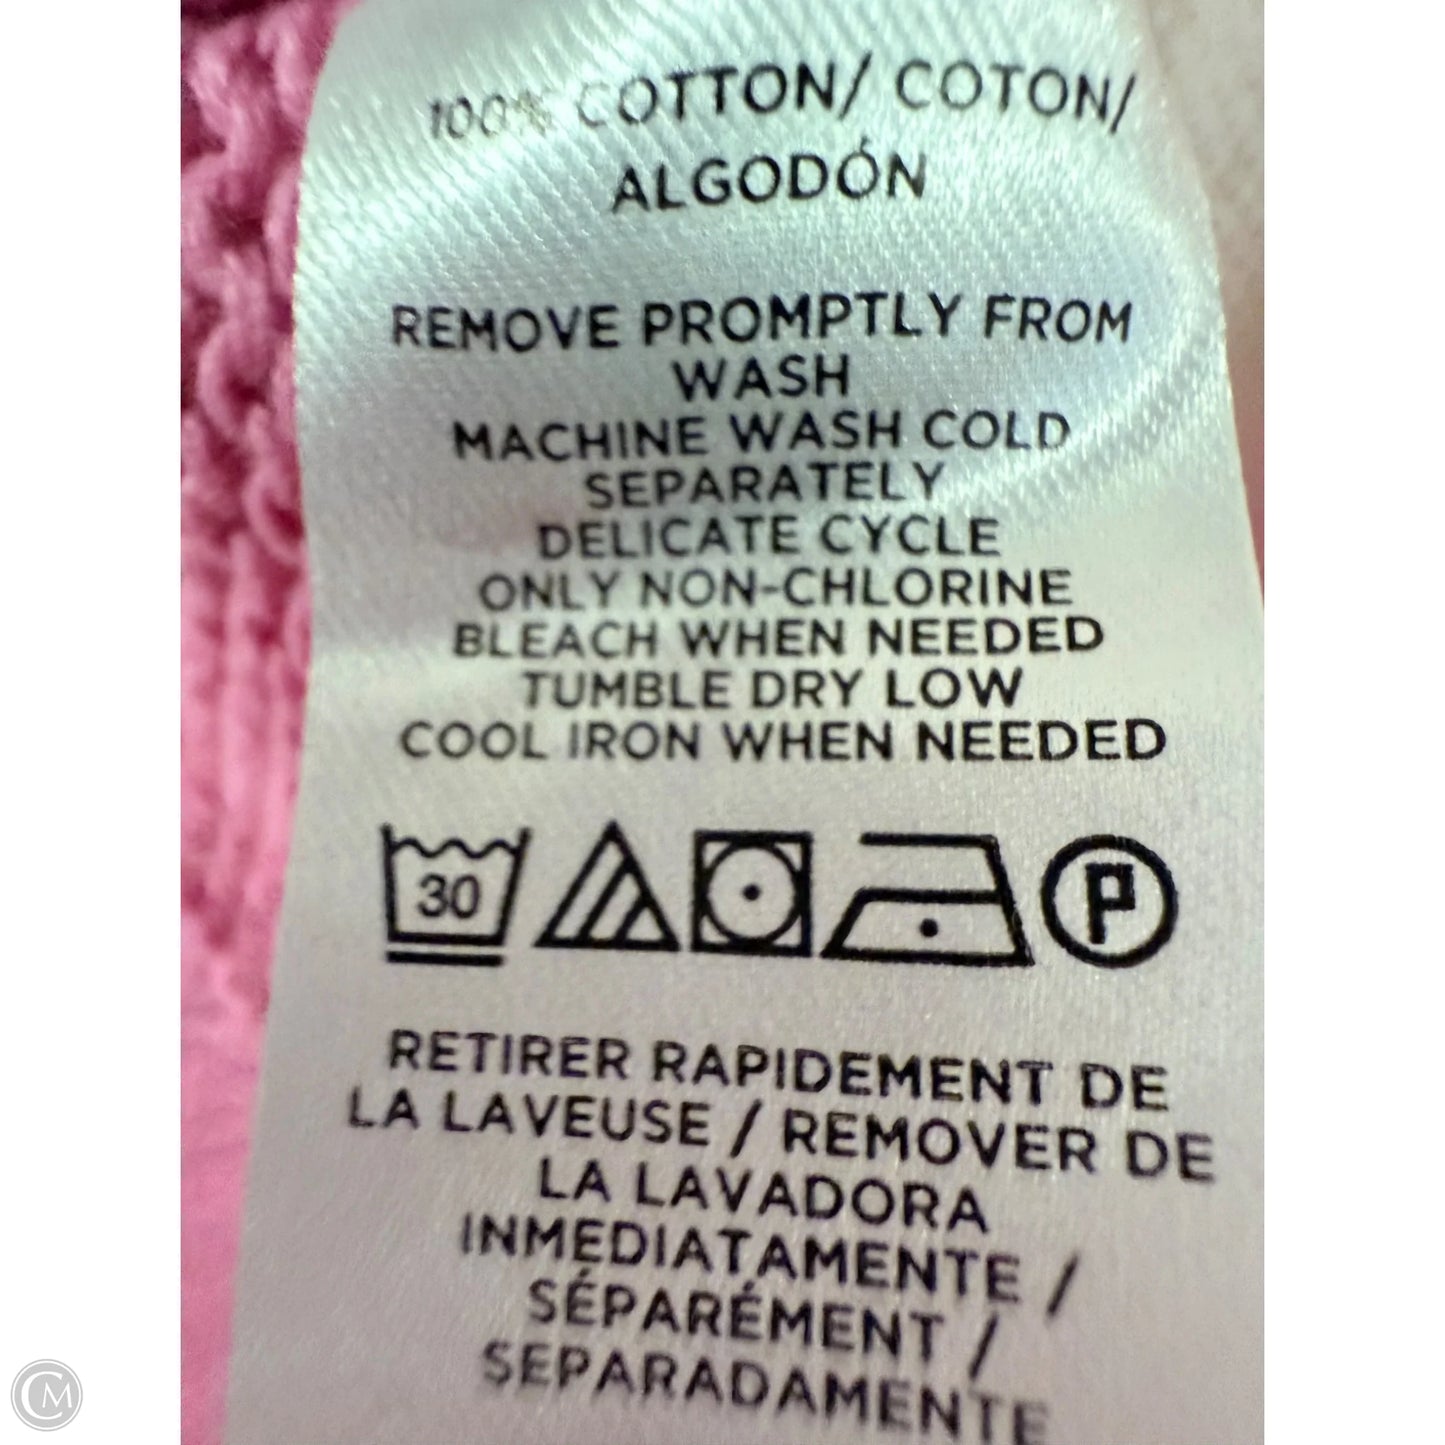 100% COTTON/ COTON/
ALGODÓN
REMOVE PROMPTLY FROM
WASH
MACHINE WASH COLD
SEPARATELY
DELICATE CYCLE
ONLY NON-CHLORINE
BLEACH WHEN NEEDED
TUMBLE DRY LOW
COOL IRON WHEN NEEDED
30
P
RETIRER RAPIDEMENT DE
LA LAVEUSE / REMOVER DE
LA LAVADORA
INMEDIATAMENTE /
SÉPARÉMENT /
SEPARADAMENTE
CM